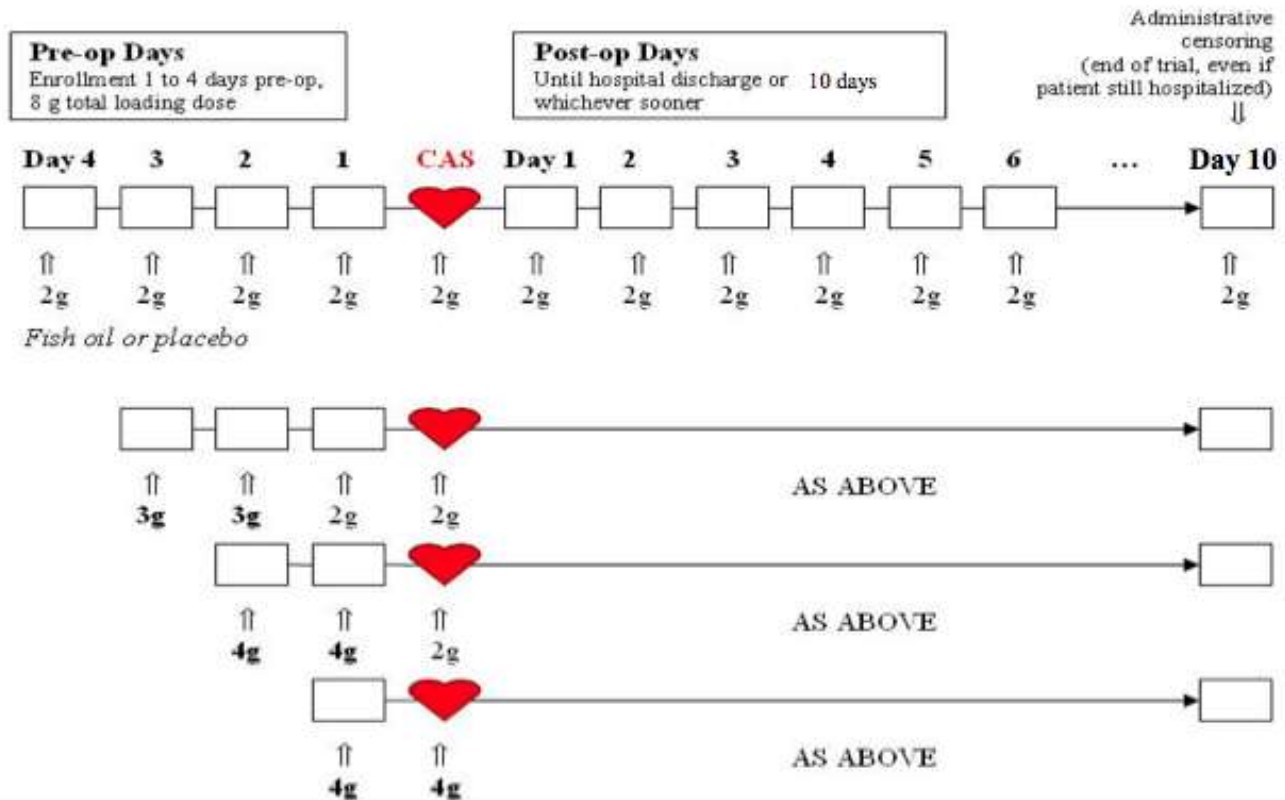 Administrative
censoring
(end of trial, even if
patient still hospitalized)
⇓
Pre-op Days
Enrollment 1 to 4 days pre-op,
8 g total loading dose
Post-op Days
Until hospital discharge or 10 days
whichever sooner
Day 4 3 2 1 CAS Day 1 2 3 4 5 6 ... Day 10
⇑ ⇑ ⇑ ⇑ ⇑ ⇑ ⇑ ⇑ ⇑ ⇑ ⇑ ⇑
2g 2g 2g 2g 2g 2g 2g 2g 2g 2g 2g 2g
Fish oil or placebo
⇑ ⇑ ⇑ ⇑
AS ABOVE
3g 3g 2g 2g
⇑ ⇑ ⇑
AS ABOVE
4g 4g 2g
⇑ ⇑
AS ABOVE
4g 4g